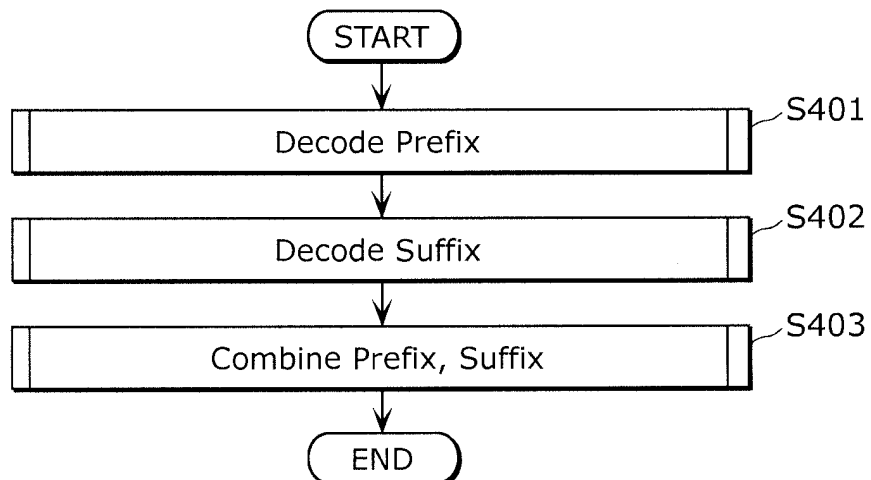 START
S401
Decode Prefix
S402
Decode Suffix
S403
Combine Prefix, Suffix
END